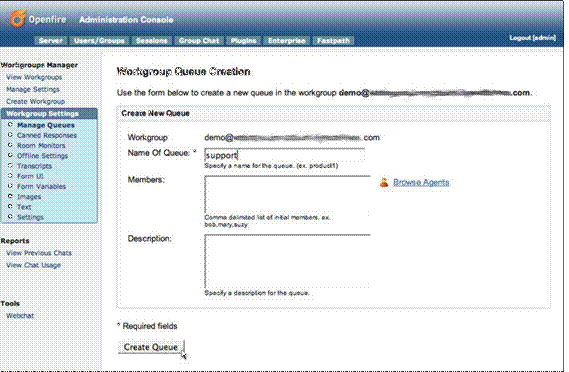 Openfire Administration Console
Server Users/Groups Sessions Group Chat Plugins Enterprise Fastpath
Logout [admin]
Workgroups Manager
View Workgroups
Manage Settings
Create Workgroup
Workgroup Settings
Manage Queues
Canned Responses
Room Monitors
Offline Settings
Transcripts
Form UI
Form Variables
Images
Text
Settings
Reports
View Previous Chats
View Chat Usage
Tools
Webchat
Workgroup Queue Creation
Use the form below to create a new queue in the workgroup demo@ .com.
Create New Queue
Workgroup demo@ .com
Name Of Queue: * support
Specify a name for the queue. (ex. product1)
Members:
Browse Agents
Comma delimited list of initial members. ex.
bob,mary,suzy
Description:
Specify a description for the queue.
* Required fields
Create Queue